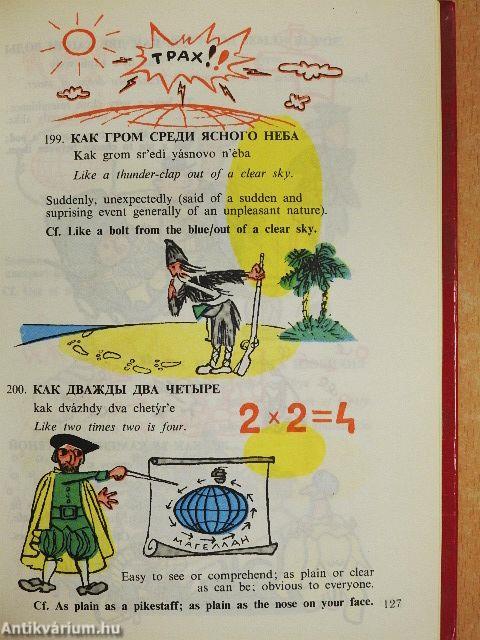 ТРАХ!!
199. КАК ГРОМ СРЕДИ ЯСНОГО НЕБА
Kak grom sr'edí yásnovo n'éba
Like a thunder-clap out of a clear sky.
Suddenly, unexpectedly (said of a sudden and
suprising event generally of an unpleasant nature).
Cf. Like a bolt from the blue/out of a clear sky.
200. КАК ДВАЖДЫ ДВА ЧЕТЫРЕ
kak dvázhdy dva chetýr'e
Like two times two is four.
2×2=4
МАГЕЛЛАН
Easy to see or comprehend; as plain or clear
as can be; obvious to everyone.
Cf. As plain as a pikestaff; as plain as the nose on your face. 127
Antikvárium.hu